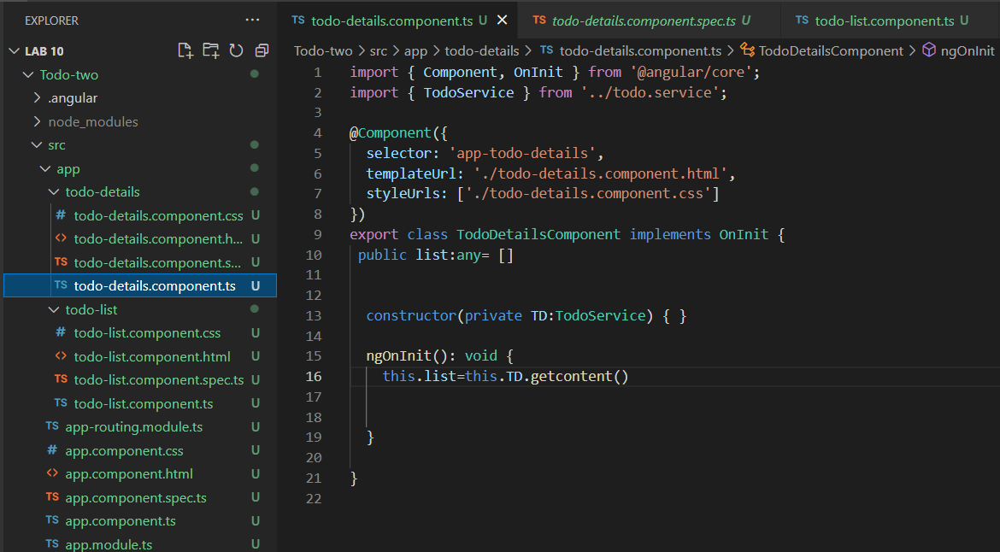 EXPLORER
LAB 10
Todo-two
.angular
node_modules
src
app
todo-details
# todo-details.component.css U
<> todo-details.component.h... U
TS todo-details.component.s... U
TS todo-details.component.ts U
todo-list
# todo-list.component.css U
<> todo-list.component.html U
TS todo-list.component.spec.ts U
TS todo-list.component.ts U
TS app-routing.module.ts U
# app.component.css U
<> app.component.html U
TS app.component.spec.ts U
TS app.component.ts U
TS app.module.ts U
TS todo-details.component.ts U TS todo-details.component.spec.ts U TS todo-list.component.ts U
Todo-two > src > app > todo-details > TS todo-details.component.ts > TodoDetailsComponent > ngOnInit
1 import { Component, OnInit } from '@angular/core';
2 import { TodoService } from '../todo.service';
3
4 @Component({
5 selector: 'app-todo-details',
6 templateUrl: './todo-details.component.html',
7 styleUrls: ['./todo-details.component.css']
8 })
9 export class TodoDetailsComponent implements OnInit {
10 public list:any= []
11
12
13 constructor(private TD:TodoService) { }
14
15 ngOnInit(): void {
16 this.list=this.TD.getcontent()
17
18
19 }
20
21 }
22